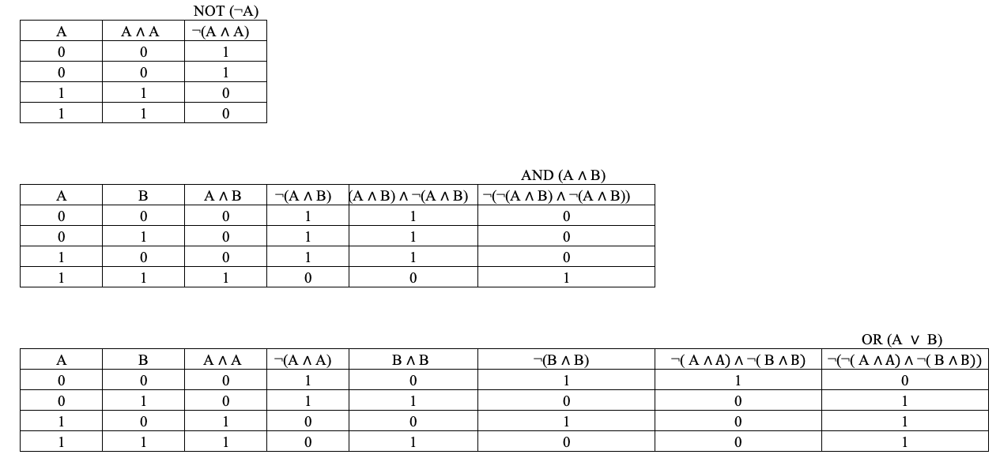 NOT (¬A)
A A ∧ A ¬(A ∧ A)
0 0 1
0 0 1
1 1 0
1 1 0
AND (A ∧ B)
A B A ∧ B ¬(A ∧ B) (A ∧ B) ∧ ¬(A ∧ B) ¬(¬(A ∧ B) ∧ ¬(A ∧ B))
0 0 0 1 1 0
0 1 0 1 1 0
1 0 0 1 1 0
1 1 1 0 0 1
OR (A ∨ B)
A B A ∧ A ¬(A ∧ A) B ∧ B ¬(B ∧ B) ¬( A ∧ A) ∧ ¬( B ∧ B) ¬(¬( A ∧ A) ∧ ¬( B ∧ B))
0 0 0 1 0 1 1 0
0 1 0 1 1 0 0 1
1 0 1 0 0 1 0 1
1 1 1 0 1 0 0 1